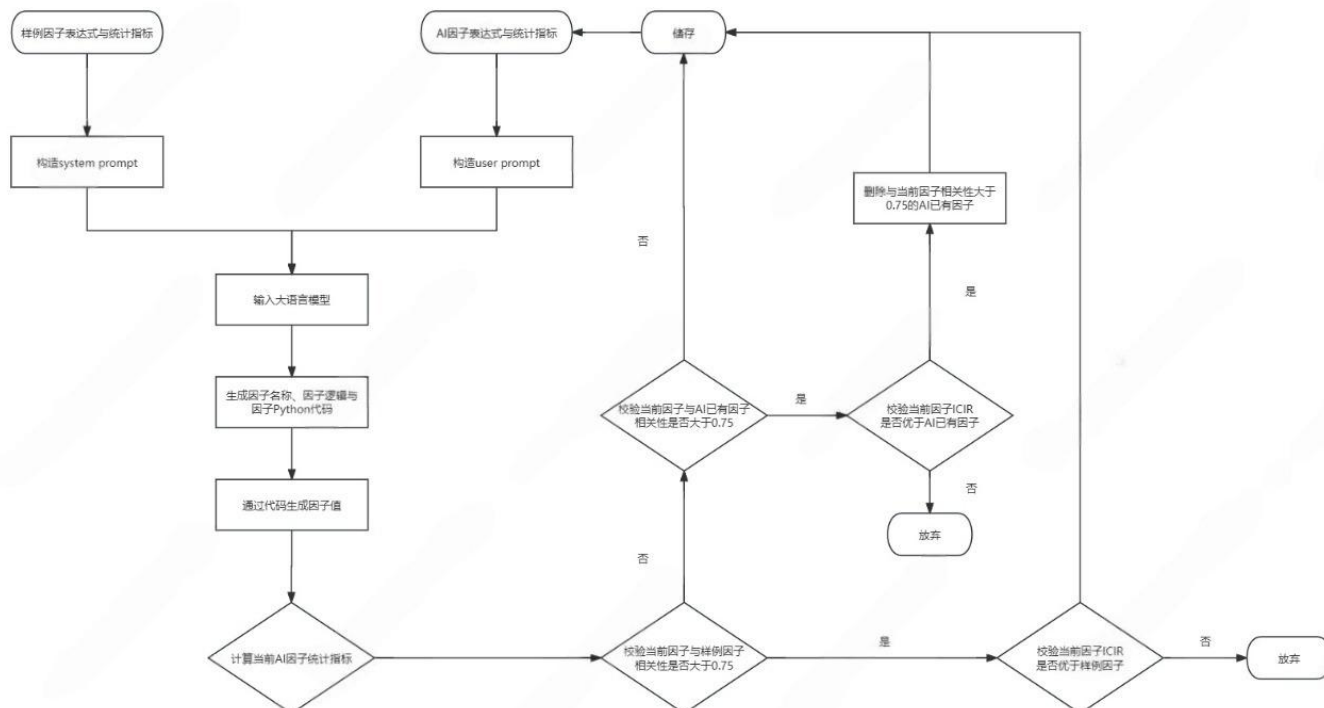 样例因子表达式与统计指标
AI因子表达式与统计指标
储存
构造system prompt
构造user prompt
删除与当前因子相关性大于
0.75的AI已有因子
否
是
输入大语言模型
生成因子名称、因子逻辑与
因子Python代码
校验当前因子与AI已有因子
相关性是否大于0.75
是
校验当前因子ICIR
是否优于AI已有因子
否
通过代码生成因子值
放弃
否
计算当前AI因子统计指标
校验当前因子与样例因子
相关性是否大于0.75
是
校验当前因子ICIR
是否优于样例因子
否
放弃